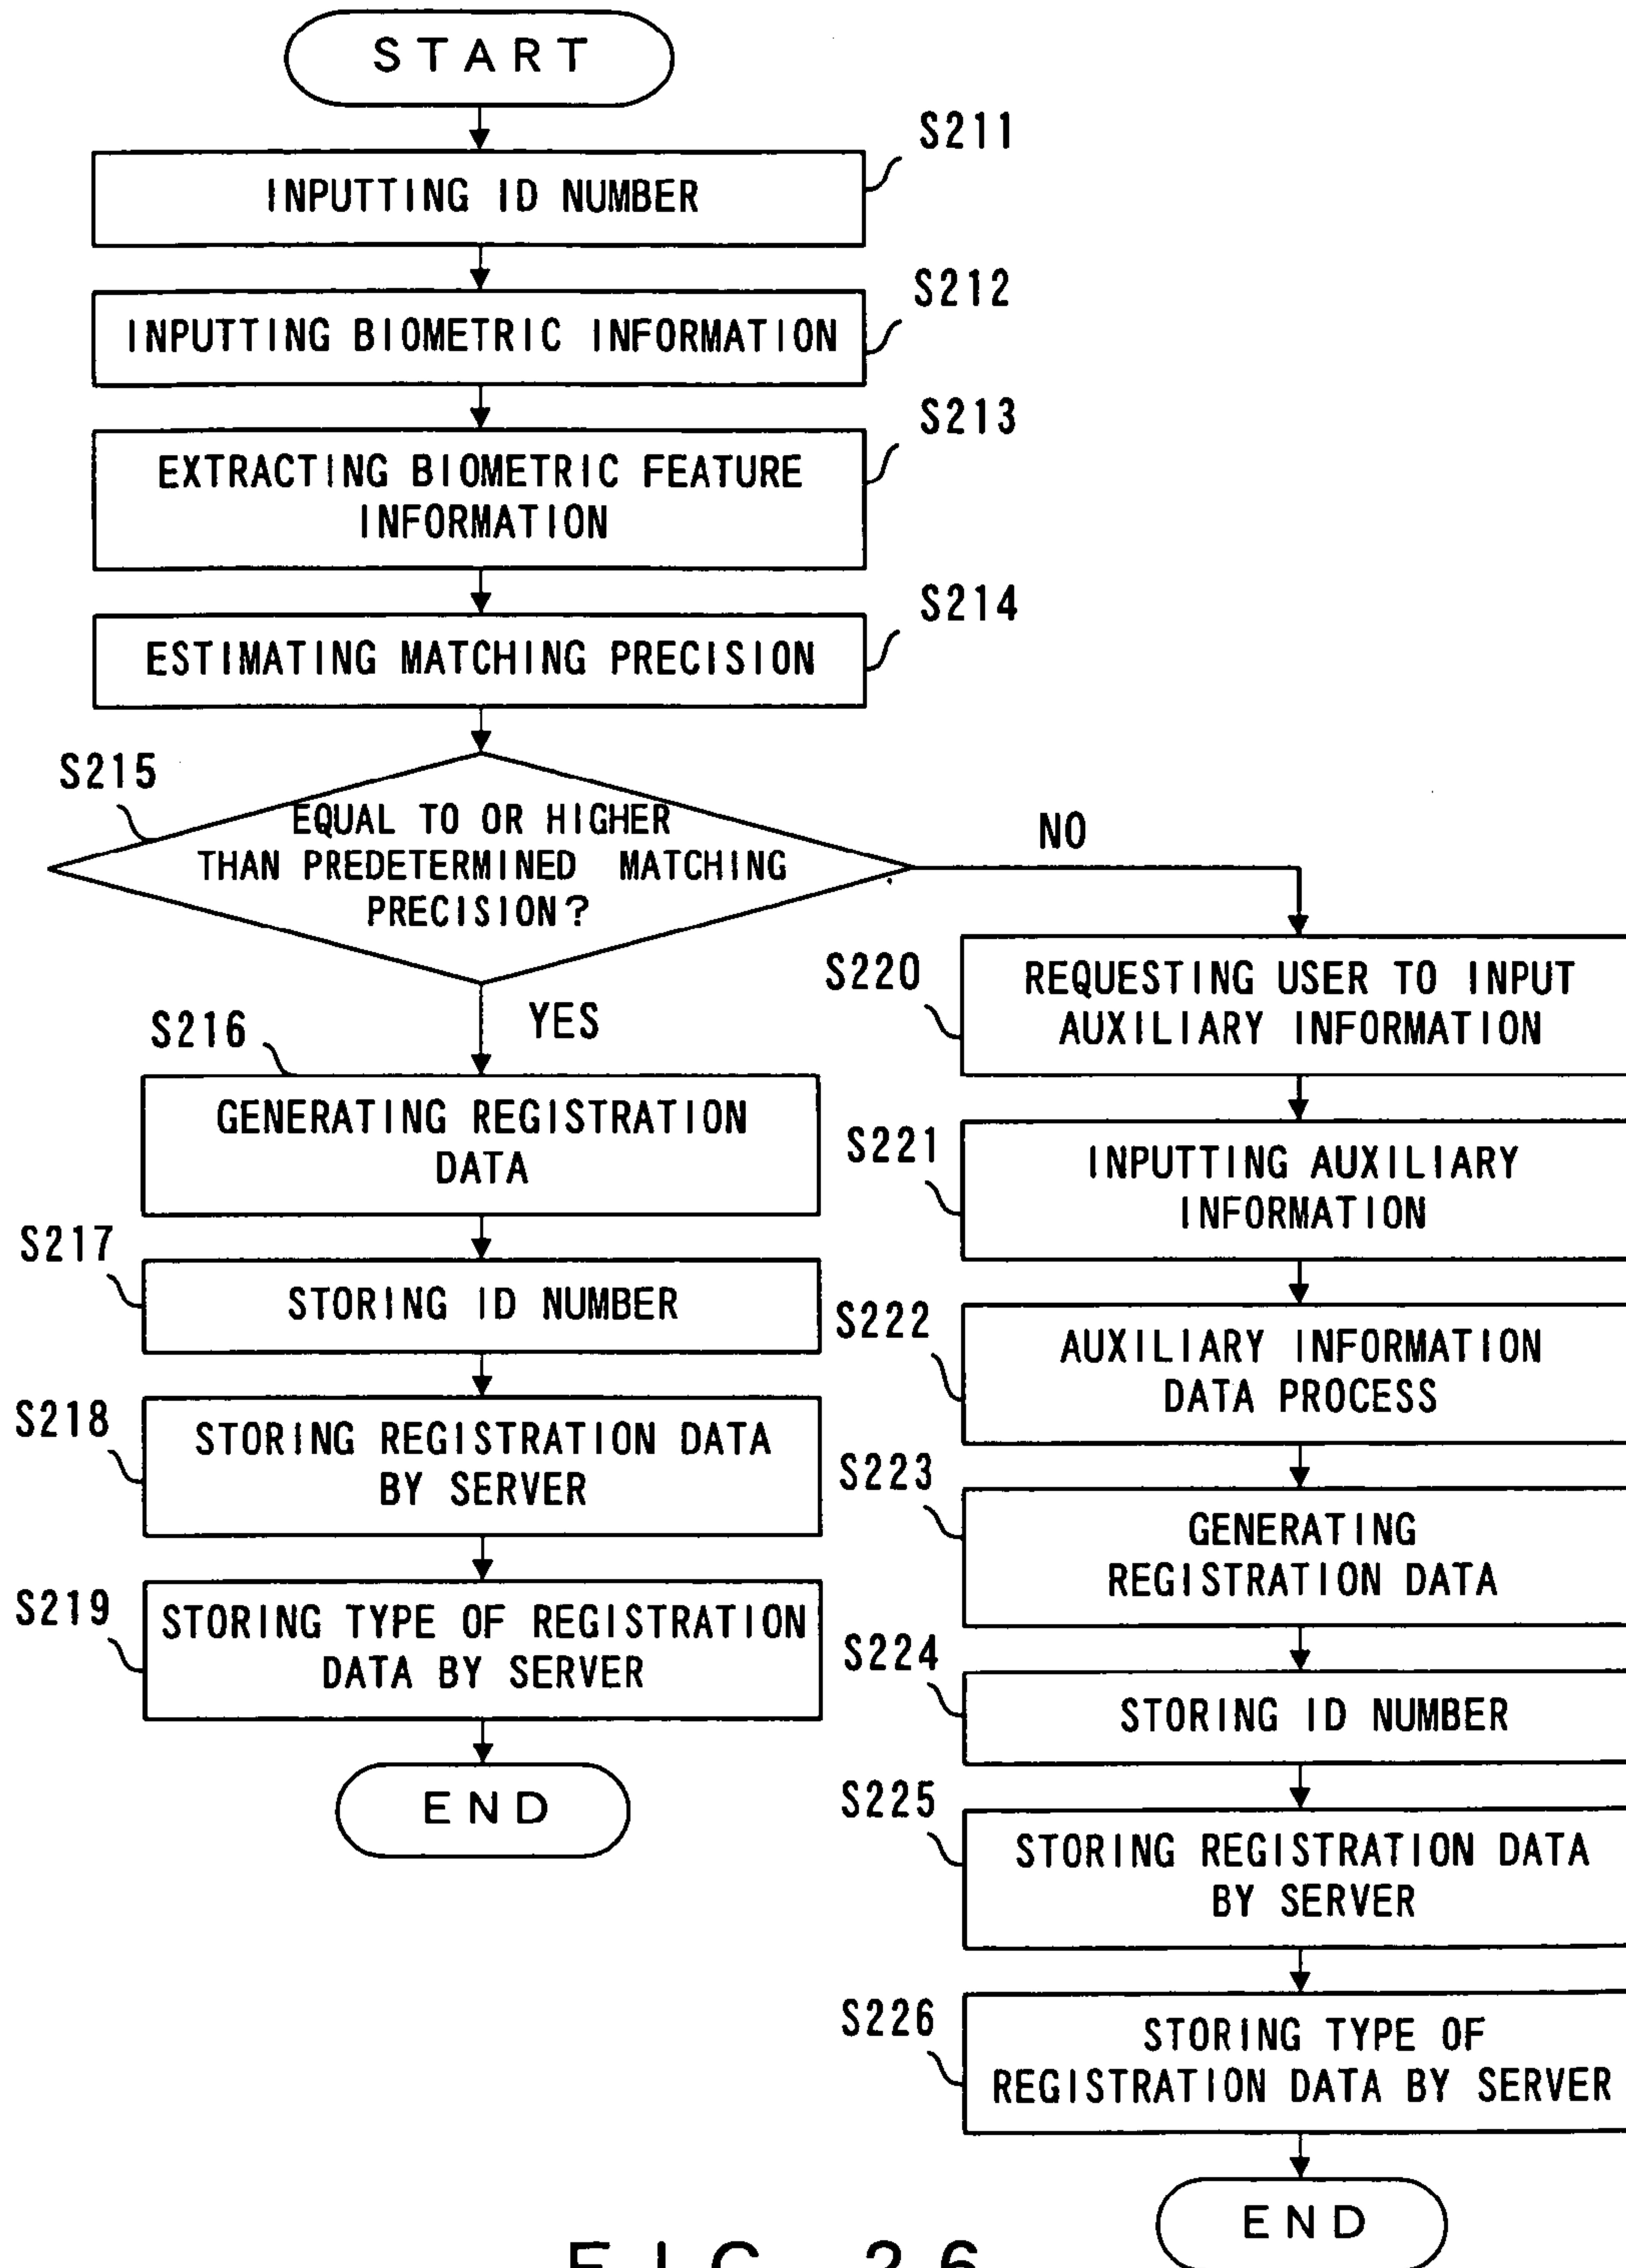 START
S211
INPUTTING ID NUMBER
S212
INPUTTING BIOMETRIC INFORMATION
S213
EXTRACTING BIOMETRIC FEATURE
INFORMATION
S214
ESTIMATING MATCHING PRECISION
S215
EQUAL TO OR HIGHER
THAN PREDETERMINED MATCHING
PRECISION?
NO
YES
S216
GENERATING REGISTRATION
DATA
S217
STORING ID NUMBER
S218
STORING REGISTRATION DATA
BY SERVER
S219
STORING TYPE OF REGISTRATION
DATA BY SERVER
END
S220
REQUESTING USER TO INPUT
AUXILIARY INFORMATION
S221
INPUTTING AUXILIARY
INFORMATION
S222
AUXILIARY INFORMATION
DATA PROCESS
S223
GENERATING
REGISTRATION DATA
S224
STORING ID NUMBER
S225
STORING REGISTRATION DATA
BY SERVER
S226
STORING TYPE OF
REGISTRATION DATA BY SERVER
END
FIG. 26